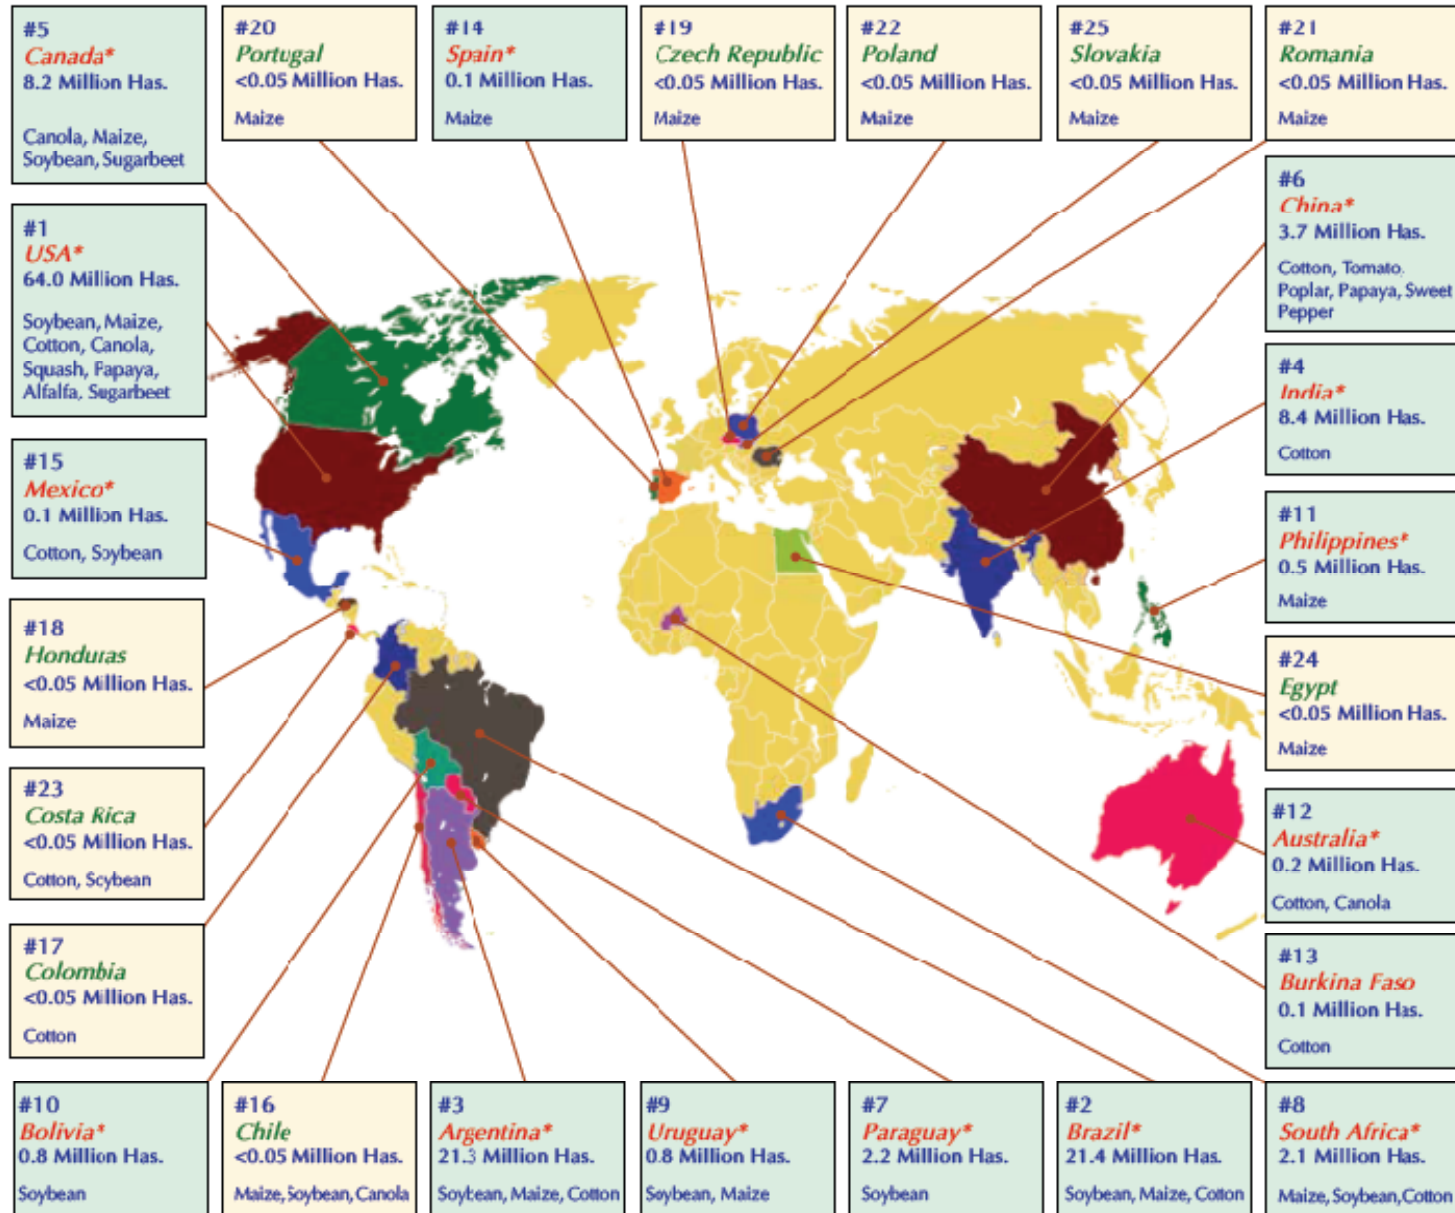 #5
Canada*
8.2 Million Has.
Canola, Maize,
Soybean, Sugarbeet
#20
Portugal
<0.05 Million Has.
Maize
#14
Spain*
0.1 Million Has.
Maize
#19
Czech Republic
<0.05 Million Has.
Maize
#22
Poland
<0.05 Million Has.
Maize
#25
Slovakia
<0.05 Million Has.
Maize
#21
Romania
<0.05 Million Has.
Maize
#1
USA*
64.0 Million Has.
Soybean, Maize,
Cotton, Canola,
Squash, Papaya,
Alfalfa, Sugarbeet
#6
China*
3.7 Million Has.
Cotton, Tomato,
Poplar, Papaya, Sweet
Pepper
#4
India*
8.4 Million Has.
Cotton
#15
Mexico*
0.1 Million Has.
Cotton, Soybean
#11
Philippines*
0.5 Million Has.
Maize
#18
Honduras
<0.05 Million Has.
Maize
#24
Egypt
<0.05 Million Has.
Maize
#23
Costa Rica
<0.05 Million Has.
Cotton, Soybean
#12
Australia*
0.2 Million Has.
Cotton, Canola
#17
Colombia
<0.05 Million Has.
Cotton
#13
Burkina Faso
0.1 Million Has.
Cotton
#10
Bolivia*
0.8 Million Has.
Soybean
#16
Chile
<0.05 Million Has.
Maize, Soybean, Canola
#3
Argentina*
21.3 Million Has.
Soybean, Maize, Cotton
#9
Uruguay*
0.8 Million Has.
Soybean, Maize
#7
Paraguay*
2.2 Million Has.
Soybean
#2
Brazil*
21.4 Million Has.
Soybean, Maize, Cotton
#8
South Africa*
2.1 Million Has.
Maize, Soybean, Cotton